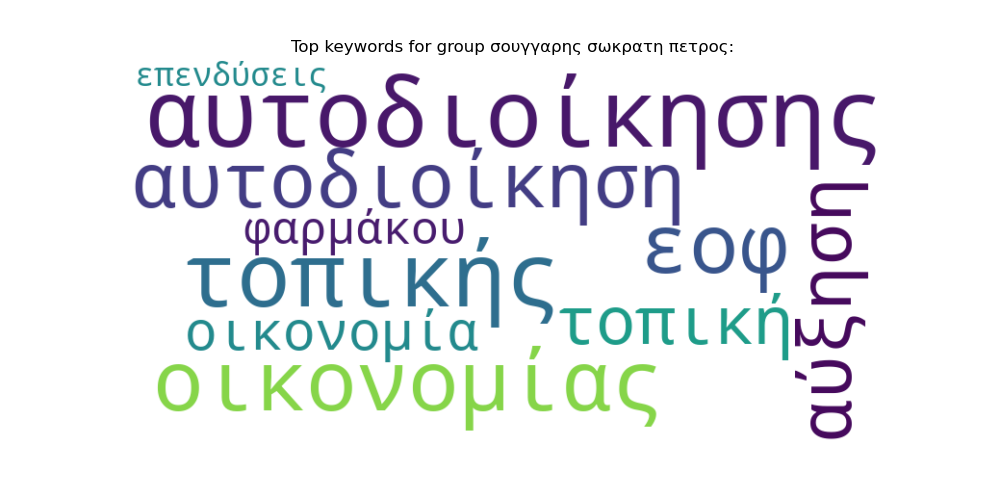 Top keywords for group σουγγαρης σωκρατη πετρος:
επενδύσεις
αυτοδιοίκησης
αυτοδιοίκηση
φαρμάκου
εοφ
τοπικής
τοπική
οικονομία
οικονομίας
αύξηση